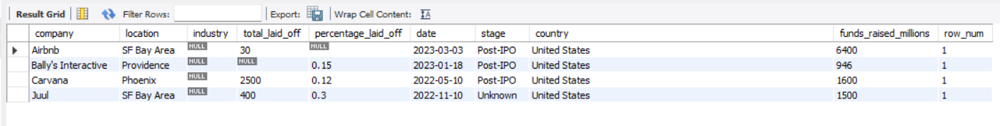 Result Grid Filter Rows: Export: Wrap Cell Content: IA
company location industry total_laid_off percentage_laid_off date stage country funds_raised_millions row_num
Airbnb SF Bay Area NULL 30 NULL 2023-03-03 Post-IPO United States 6400 1
Bally's Interactive Providence NULL NULL 0.15 2023-01-18 Post-IPO United States 946 1
Carvana Phoenix NULL 2500 0.12 2022-05-10 Post-IPO United States 1600 1
Juul SF Bay Area NULL 400 0.3 2022-11-10 Unknown United States 1500 1